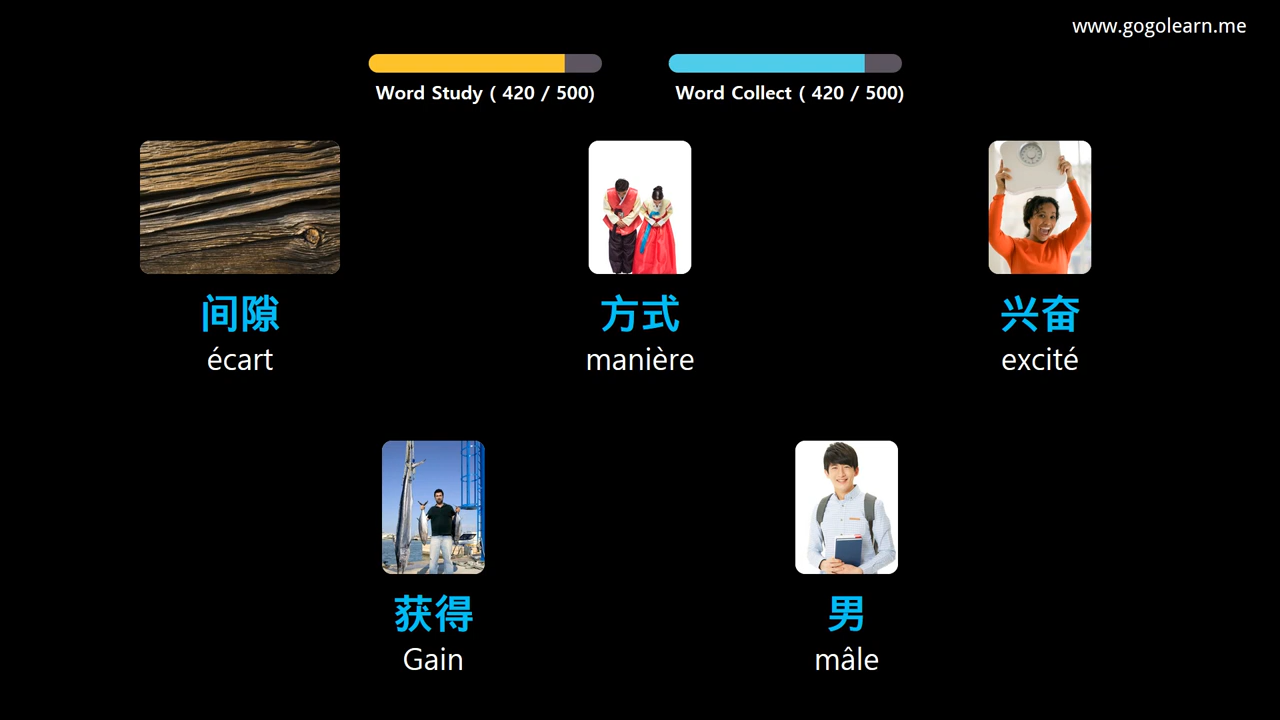 www.gogolearn.me
Word Study ( 420 / 500)
Word Collect ( 420 / 500)
间隙
écart
方式
manière
兴奋
excité
获得
Gain
男
mâle